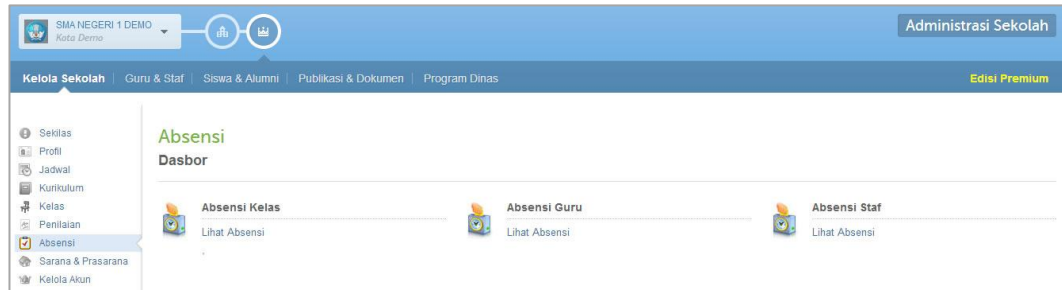 SMA NEGERI 1 DEMO
Kota Demo
Administrasi Sekolah
Kelola Sekolah Guru & Staf Siswa & Alumni Publikasi & Dokumen Program Dinas Edisi Premium
Sekilas
Profil
Jadwal
Kurikulum
Kelas
Penilaian
Absensi
Sarana & Prasarana
Kelola Akun
Absensi
Dasbor
Absensi Kelas
Lihat Absensi
.
Absensi Guru
Lihat Absensi
Absensi Staf
Lihat Absensi